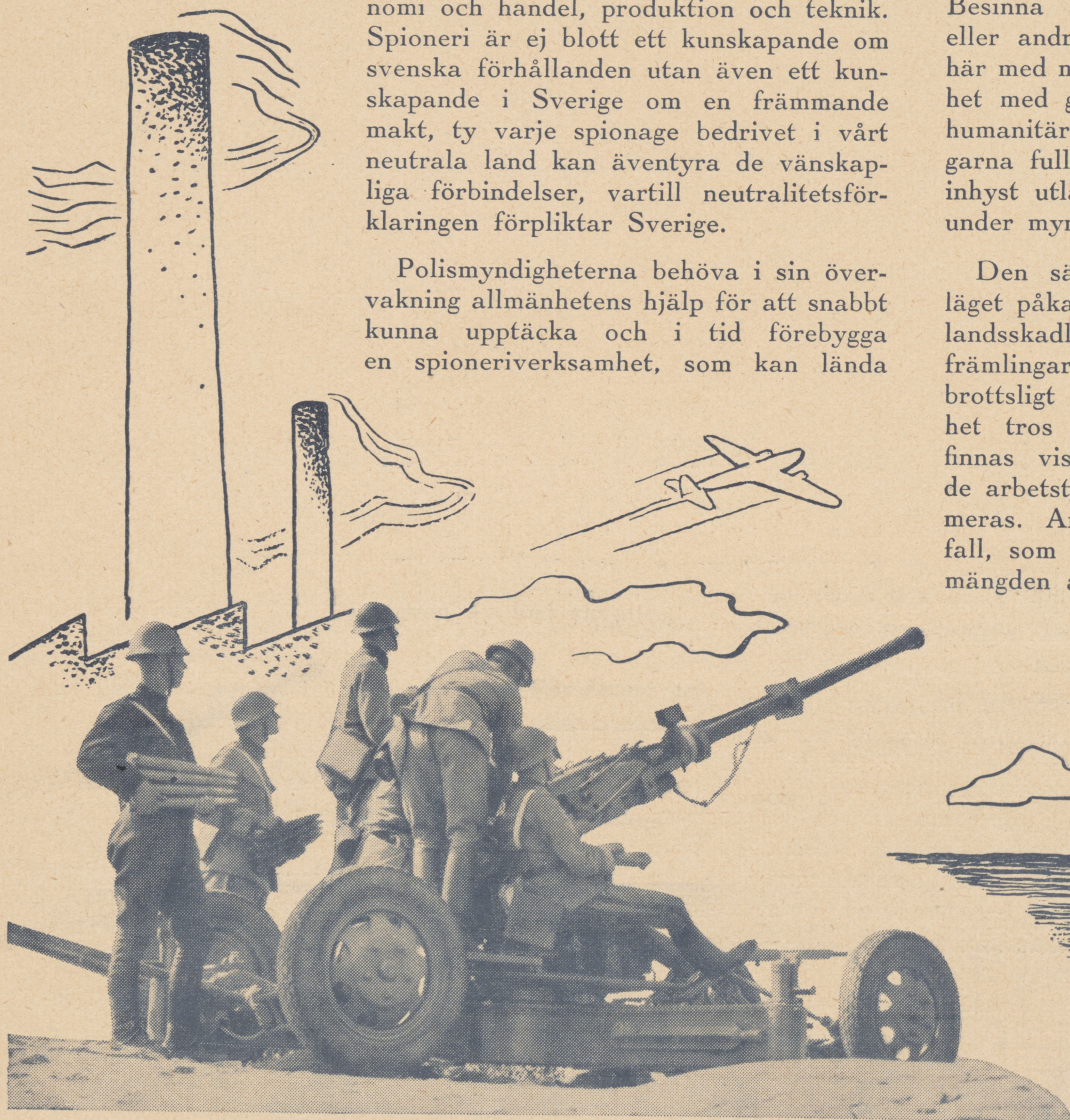 nomi och handel, produktion och teknik.
Spioneri är ej blott ett kunskapande om
svenska förhållanden utan även ett kun-
skapande i Sverige om en främmande
makt, ty varje spionage bedrivet i vårt
neutrala land kan äventyra de vänskap-
liga förbindelser, vartill neutralitetsför-
klaringen förpliktar Sverige.
Polismyndigheterna behöva i sin över-
vakning allmänhetens hjälp för att snabbt
kunna upptäcka och i tid förebygga
en spioneriverksamhet, som kan lända
Besinna
eller andr
här med
het med
humanitär
garna full
inhyst utl
under myn
Den sä
läget påka
landsskadl
främlingar
brottsligt
het tros
finnas vis
de arbetst
meras.
fall, som
mängden